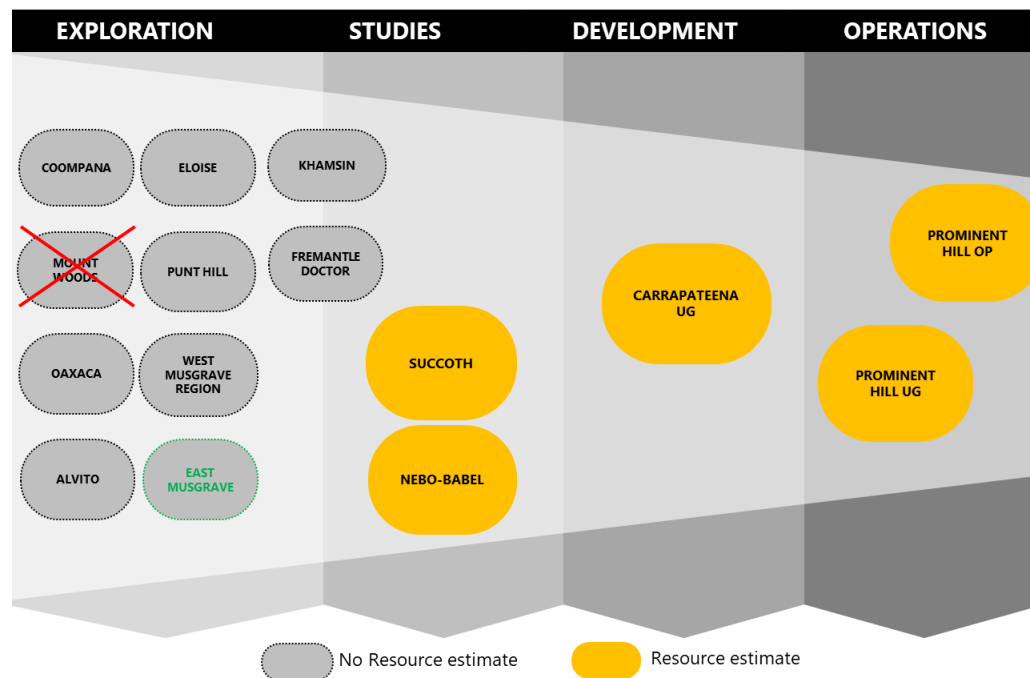 EXPLORATION
STUDIES
DEVELOPMENT
OPERATIONS
COOMPANA
ELOISE
KHAMSIN
MOUNT
WOODS
PUNT HILL
FREMANTLE
DOCTOR
PROMINENT
HILL OP
CARRAPATEENA
UG
OAXACA
WEST
MUSGRAVE
REGION
SUCCOTH
PROMINENT
HILL UG
ALVITO
EAST
MUSGRAVE
NEBO-BABEL
No Resource estimate
Resource estimate